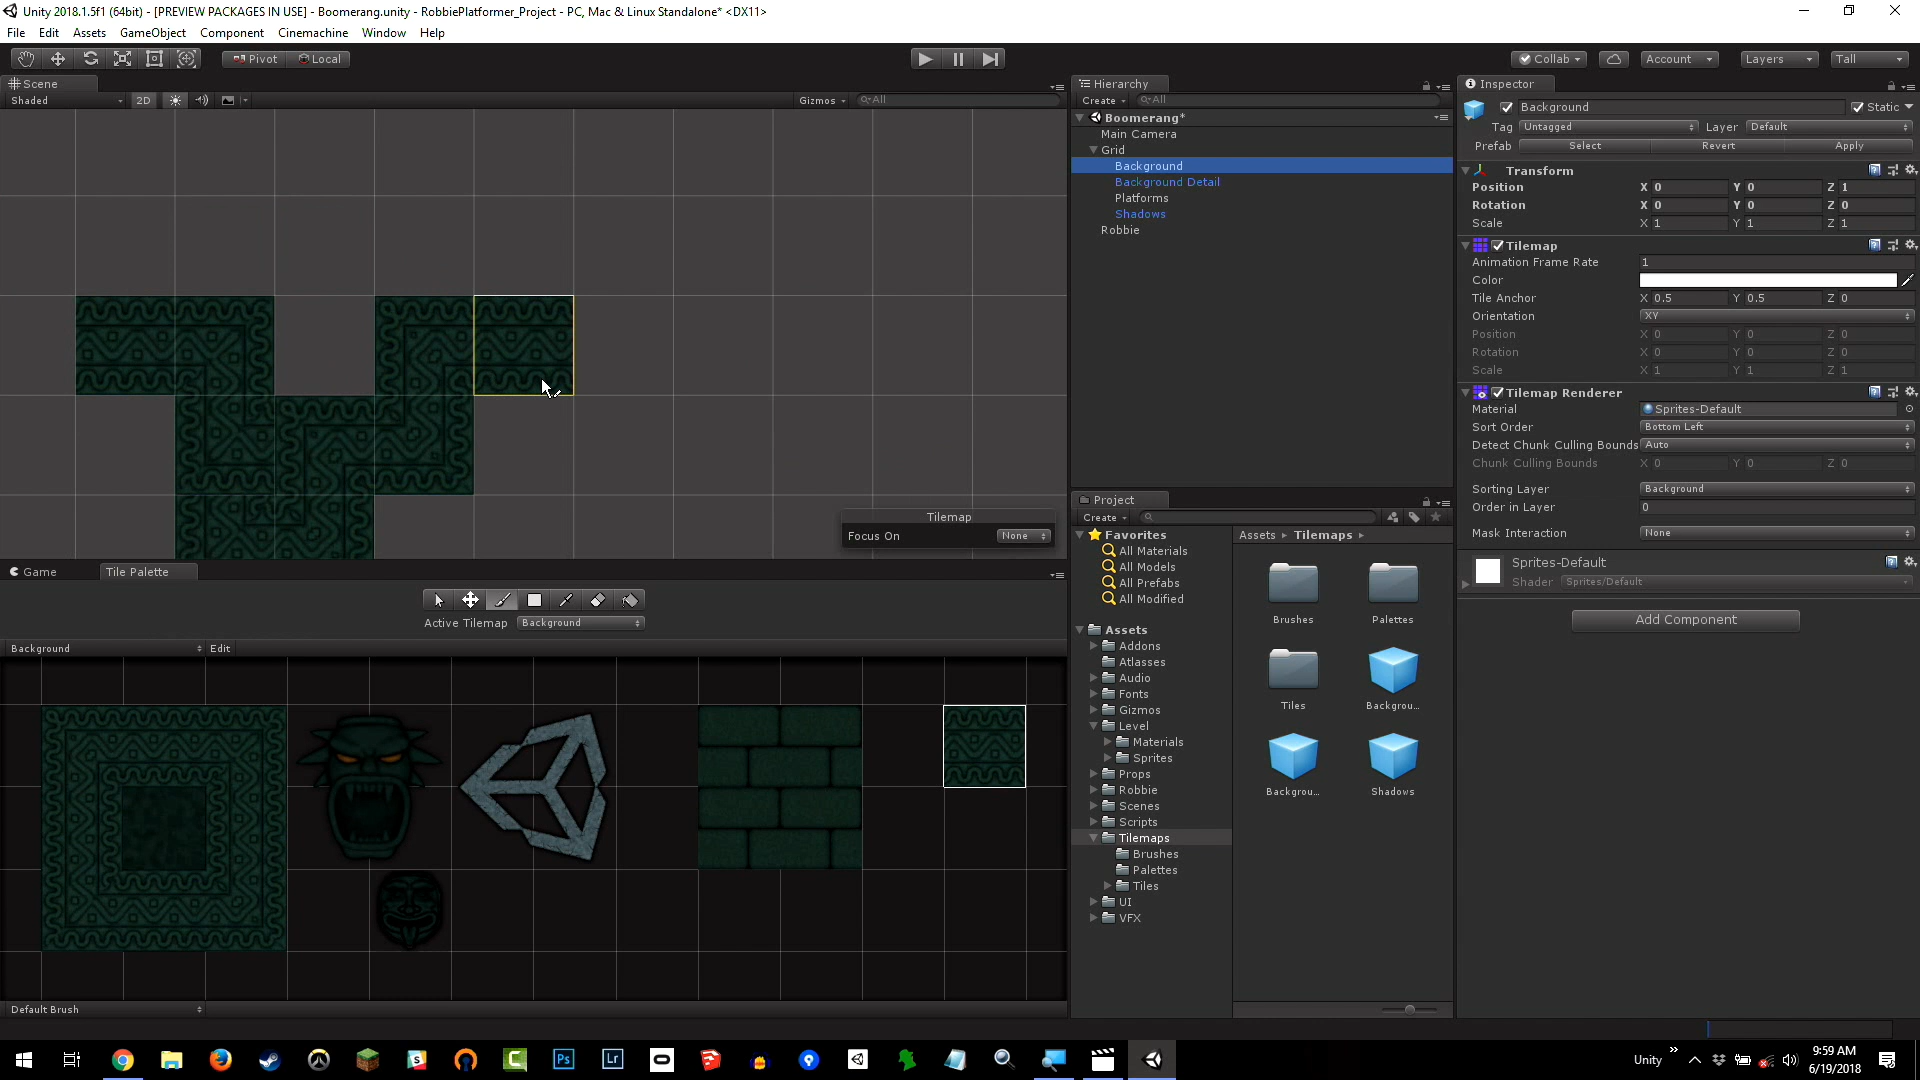 Unity 2018.1.5f1 (64bit) - [PREVIEW PACKAGES IN USE] - Boomerang.unity - RobbiePlatformer_Project - PC, Mac & Linux Standalone* <DX11>
File Edit Assets GameObject Component Cinemachine Window Help
Pivot Local Collab Account Layers Tall
Scene
Shaded 2D Gizmos All
Tilemap
Focus On None
Hierarchy
Create All
Boomerang*
Main Camera
Grid
Background
Background Detail
Platforms
Shadows
Robbie
Game Tile Palette
Active Tilemap Background
Background Edit
Default Brush
Project
Create
Favorites
All Materials
All Models
All Prefabs
All Modified
Assets
Addons
Atlasses
Audio
Fonts
Gizmos
Level
Materials
Sprites
Props
Robbie
Scenes
Scripts
Tilemaps
Brushes
Palettes
Tiles
UI
VFX
Assets Tilemaps
Brushes Palettes
Tiles Backgrou...
Backgrou... Shadows
Inspector
Background Static
Tag Untagged Layer Default
Prefab Select Revert Apply
Transform
Position X 0 Y 0 Z 1
Rotation X 0 Y 0 Z 0
Scale X 1 Y 1 Z 1
Tilemap
Animation Frame Rate 1
Color
Tile Anchor X 0.5 Y 0.5 Z 0
Orientation XY
Position X 0 Y 0 Z 0
Rotation X 0 Y 0 Z 0
Scale X 1 Y 1 Z 1
Tilemap Renderer
Material Sprites-Default
Sort Order Bottom Left
Detect Chunk Culling Bounds Auto
Chunk Culling Bounds X 0 Y 0 Z 0
Sorting Layer Background
Order in Layer 0
Mask Interaction None
Sprites-Default
Shader Sprites/Default
Add Component
Ps Lr
Unity
9:59 AM
6/19/2018